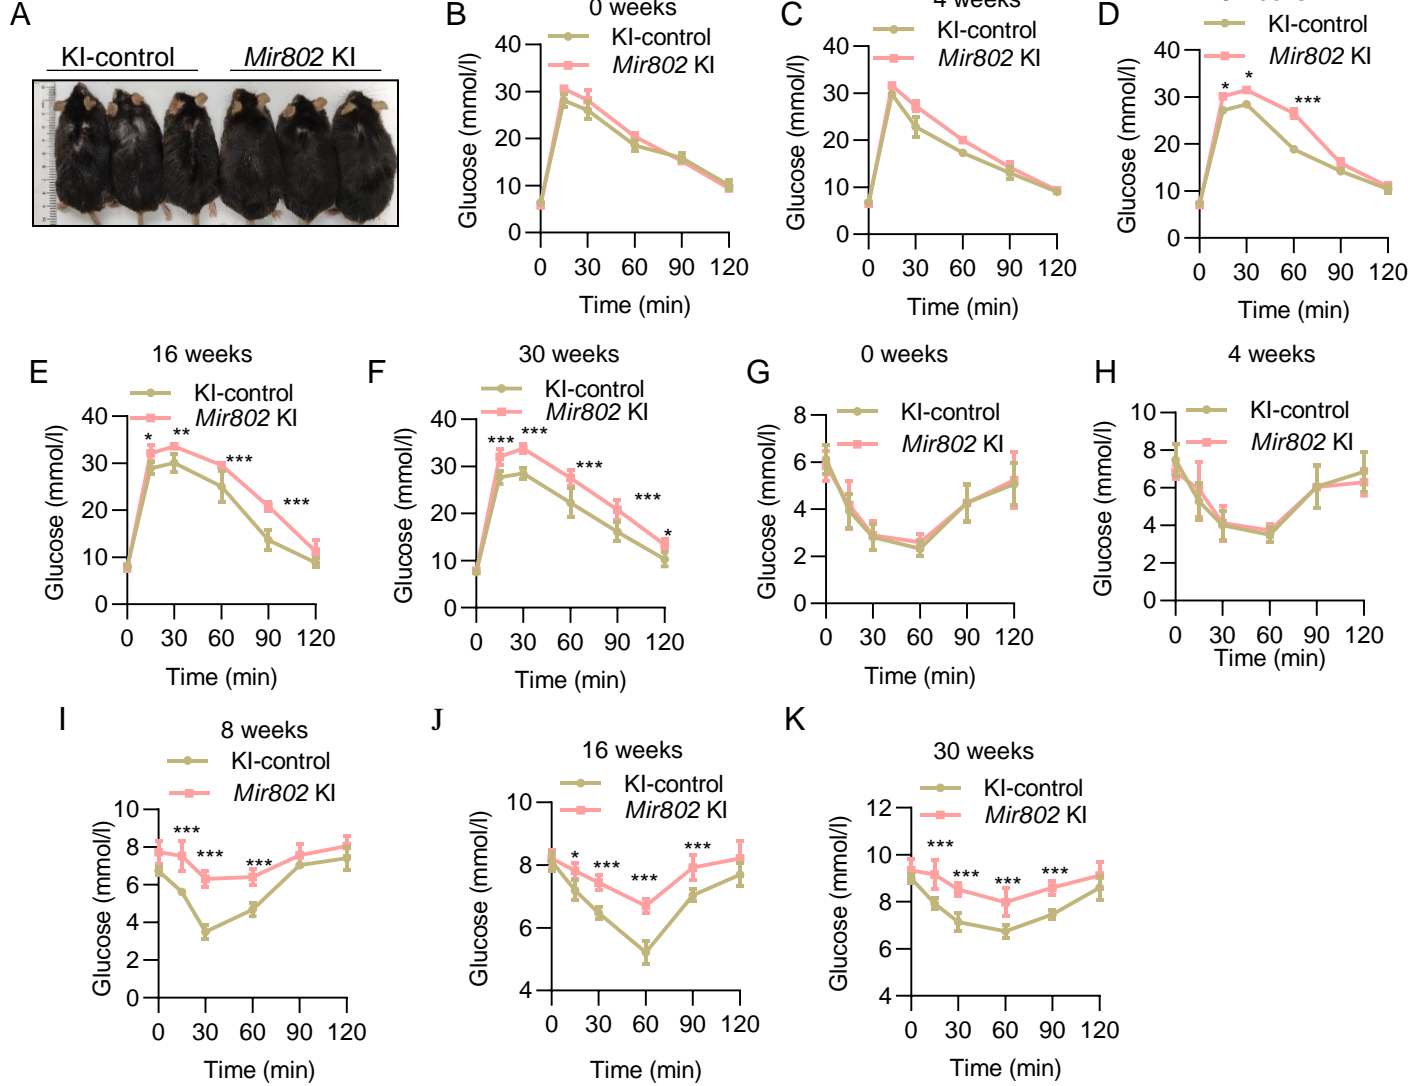 A
KI-control
Mir802 KI
B
0 weeks
KI-control
Mir802 KI
Glucose (mmol/l)
40
30
20
10
0
0 30 60 90 120
Time (min)
C
4 weeks
KI-control
Mir802 KI
Glucose (mmol/l)
40
30
20
10
0
0 30 60 90 120
Time (min)
D
KI-control
Mir802 KI
Glucose (mmol/l)
40
30
20
10
0
* * ***
0 30 60 90 120
Time (min)
E
16 weeks
KI-control
Mir802 KI
Glucose (mmol/l)
40
30
20
10
0
* ** *** ***
0 30 60 90 120
Time (min)
F
30 weeks
KI-control
Mir802 KI
Glucose (mmol/l)
40
30
20
10
0
*** *** *** *** *
0 30 60 90 120
Time (min)
G
0 weeks
KI-control
Mir802 KI
Glucose (mmol/l)
8
6
4
2
0
0 30 60 90 120
Time (min)
H
4 weeks
KI-control
Mir802 KI
Glucose (mmol/l)
10
8
6
4
2
0
0 30 60 90 120
Time (min)
I
8 weeks
KI-control
Mir802 KI
Glucose (mmol/l)
10
8
6
4
2
0
*** *** ***
0 30 60 90 120
Time (min)
J
16 weeks
KI-control
Mir802 KI
Glucose (mmol/l)
10
8
6
4
* *** *** ***
0 30 60 90 120
Time (min)
K
30 weeks
KI-control
Mir802 KI
Glucose (mmol/l)
12
10
8
6
4
*** *** *** ***
0 30 60 90 120
Time (min)